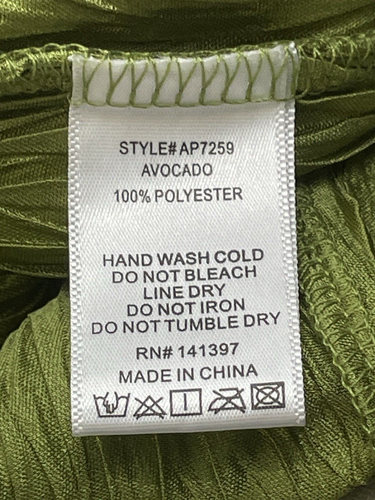 STYLE# AP7259
AVOCADO
100% POLYESTER
HAND WASH COLD
DO NOT BLEACH
LINE DRY
DO NOT IRON
DO NOT TUMBLE DRY
RN# 141397
MADE IN CHINA